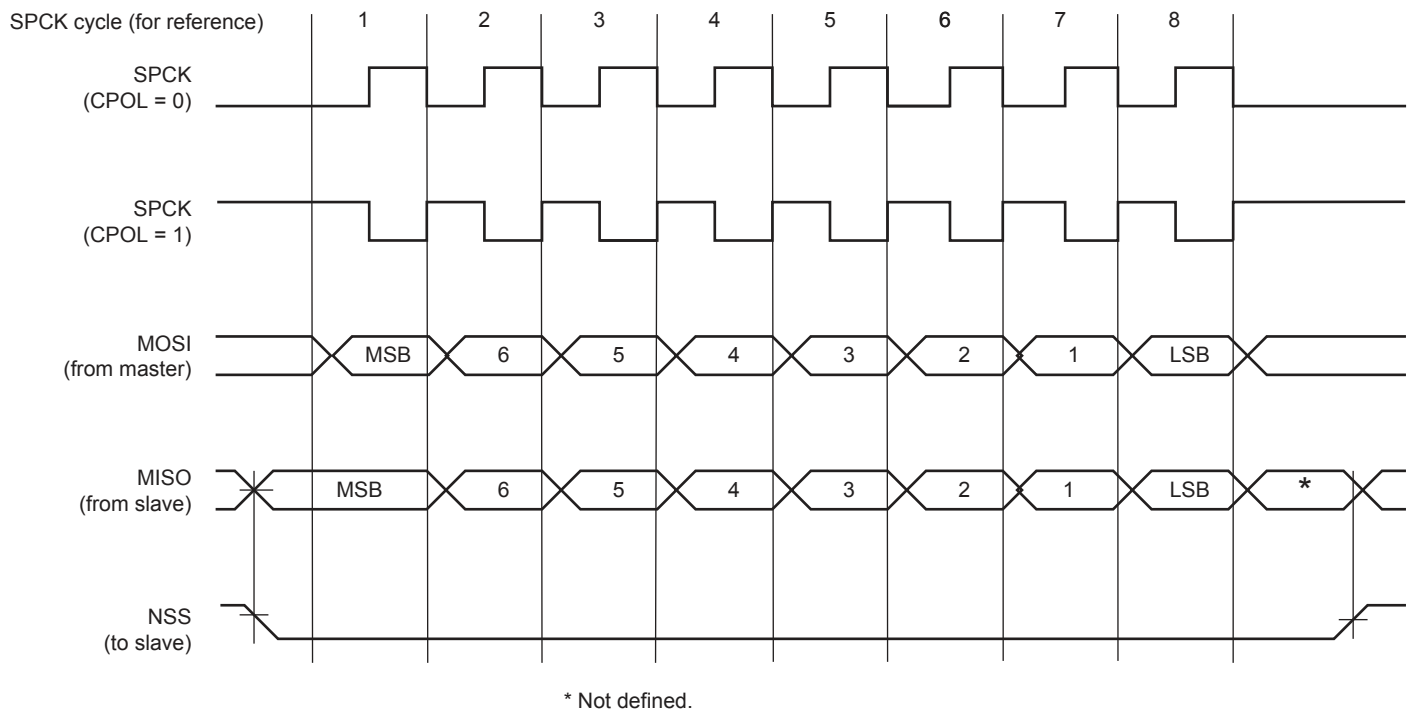 SPCK cycle (for reference) 1 2 3 4 5 6 7 8
SPCK
(CPOL = 0)
SPCK
(CPOL = 1)
MOSI
(from master)
MSB 6 5 4 3 2 1 LSB
MISO
(from slave)
MSB 6 5 4 3 2 1 LSB *
NSS
(to slave)
* Not defined.